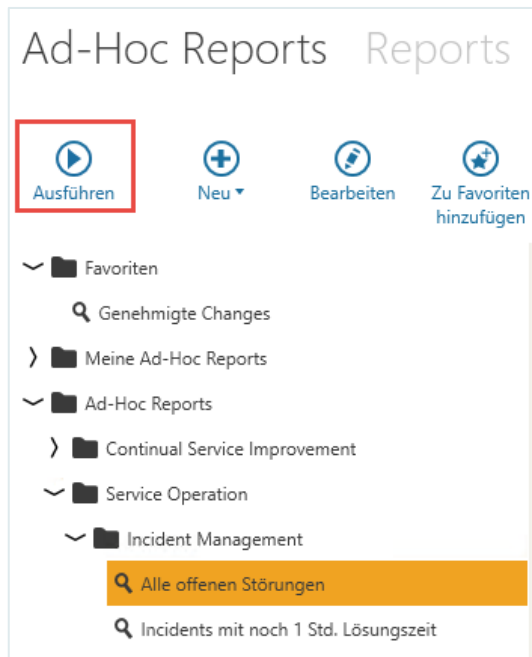 Ad-Hoc Reports Reports
Ausführen Neu Bearbeiten Zu Favoriten
hinzufügen
Favoriten
Genehmigte Changes
Meine Ad-Hoc Reports
Ad-Hoc Reports
Continual Service Improvement
Service Operation
Incident Management
Alle offenen Störungen
Incidents mit noch 1 Std. Lösungszeit